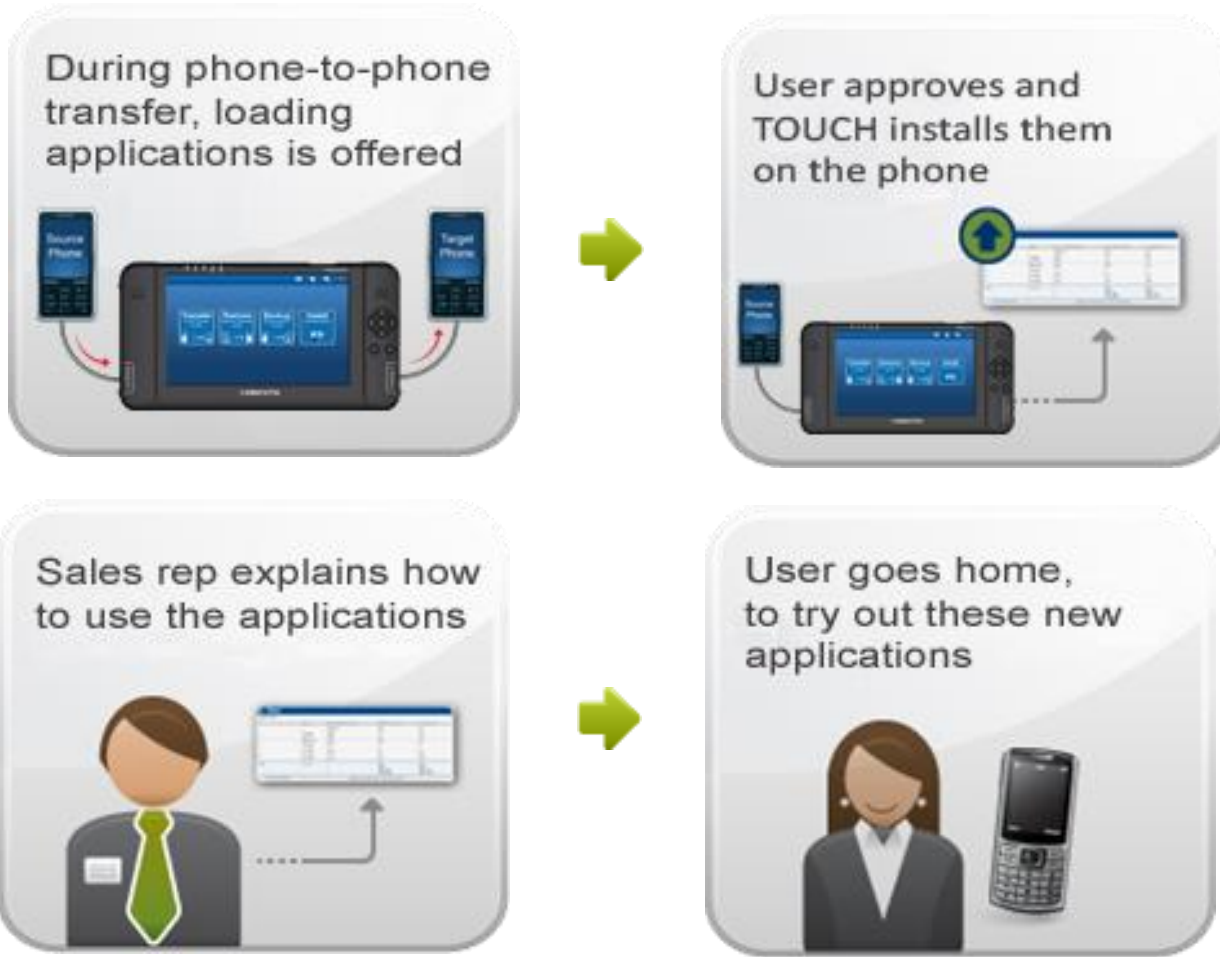 During phone-to-phone
transfer, loading
applications is offered
Source
Phone
Target
Phone
User approves and
TOUCH installs them
on the phone
Source
Phone
Sales rep explains how
to use the applications
User goes home,
to try out these new
applications